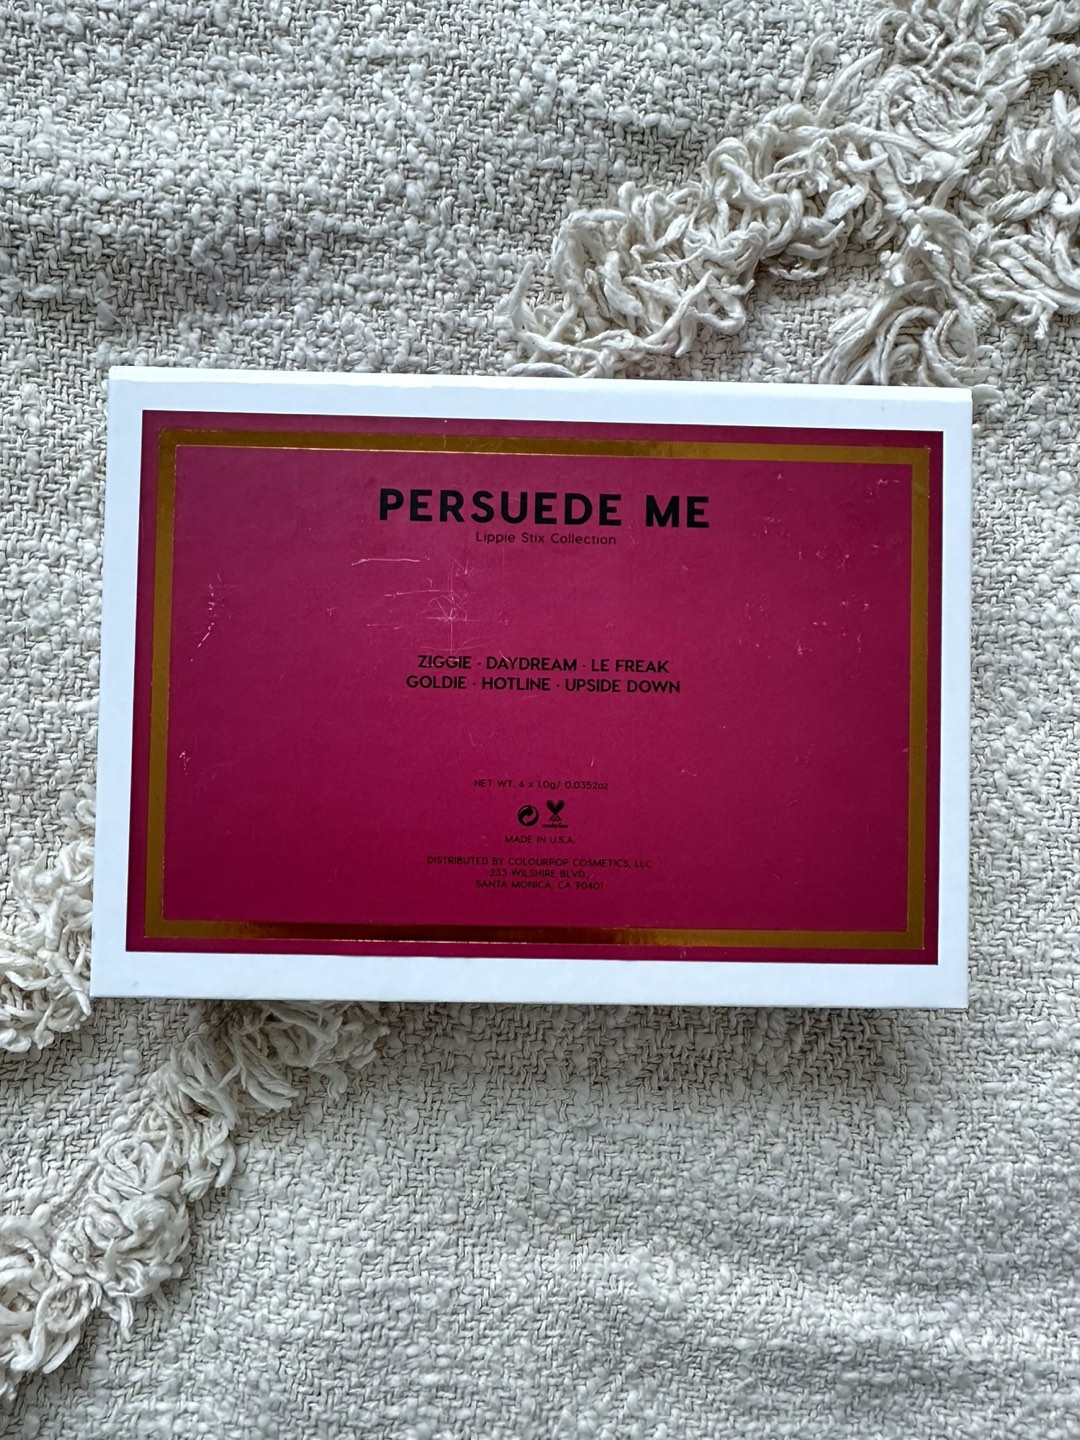 PERSUEDE ME
Lippie Stix Collection
ZIGGIE · DAYDREAM · LE FREAK
GOLDIE · HOTLINE · UPSIDE DOWN
NET WT. 6 x 1.0g/ 0.0352oz
MADE IN U.S.A.
DISTRIBUTED BY COLOURPOP COSMETICS, LLC
233 WILSHIRE BLVD.,
SANTA MONICA, CA 90401